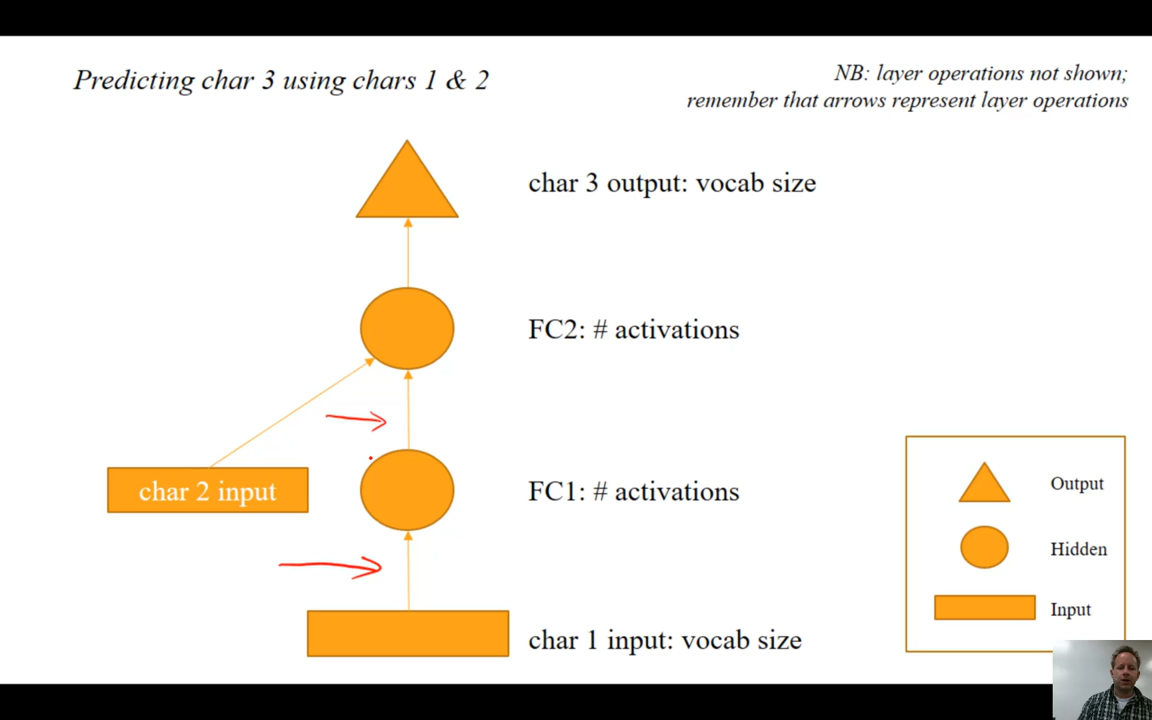 Predicting char 3 using chars 1 & 2
NB: layer operations not shown;
remember that arrows represent layer operations
char 3 output: vocab size
FC2: # activations
char 2 input
FC1: # activations
char 1 input: vocab size
Output
Hidden
Input